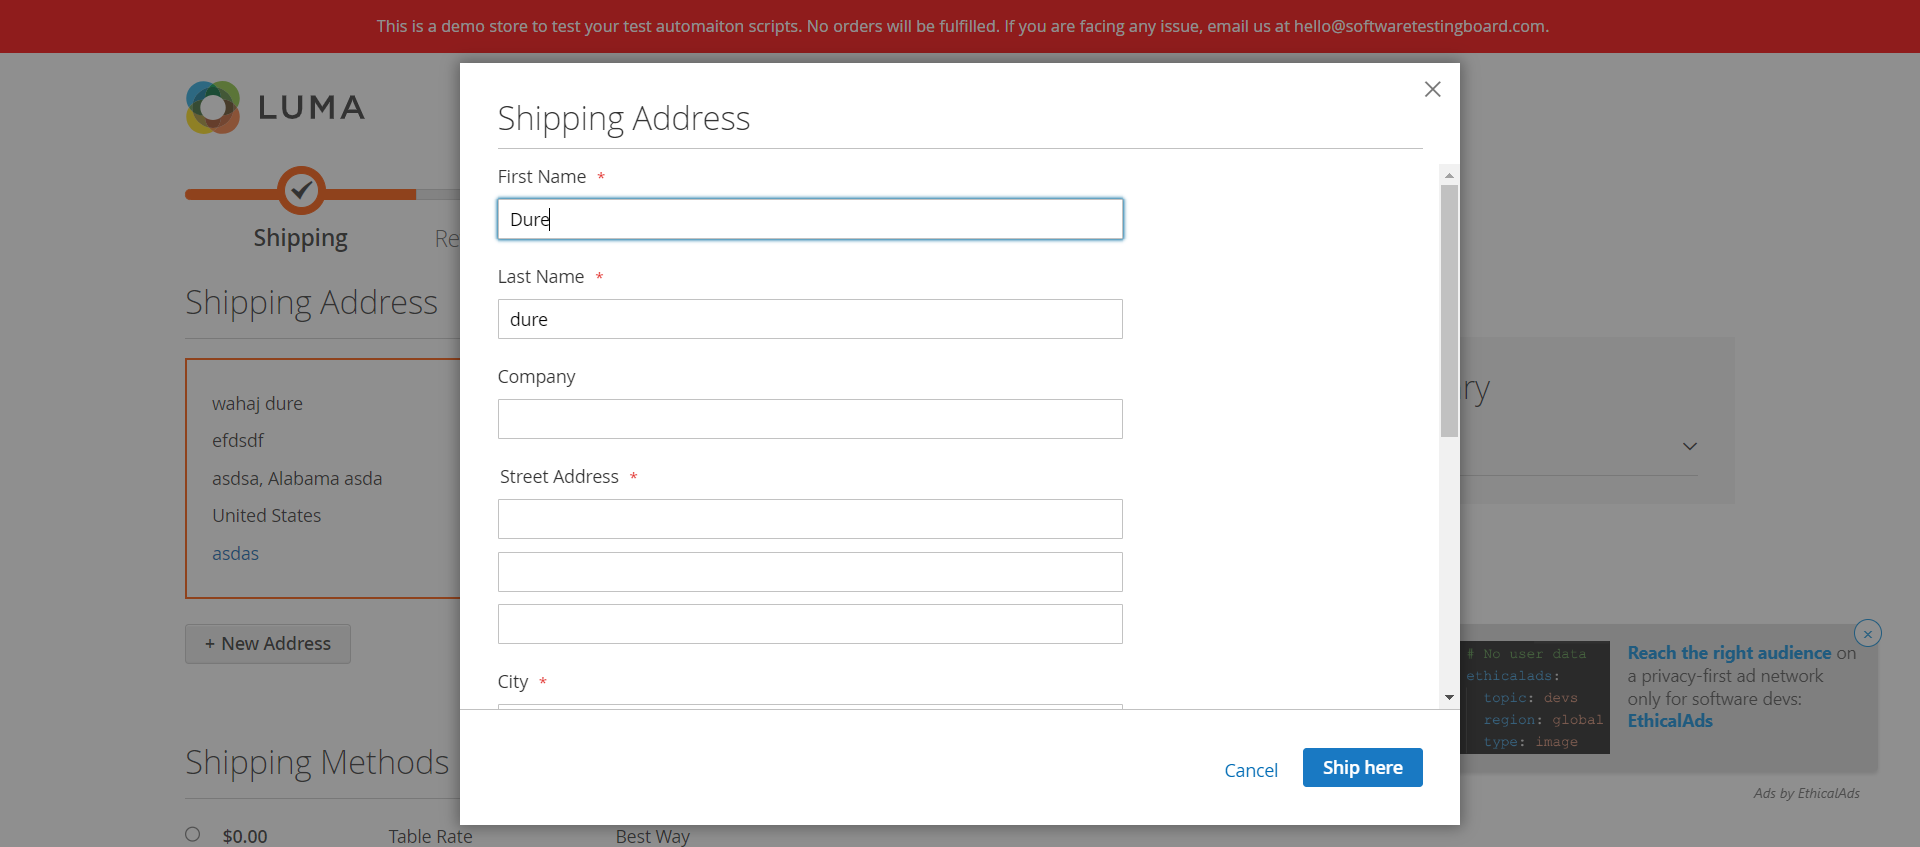 This is a demo store to test your test automaiton scripts. No orders will be fulfilled. If you are facing any issue, email us at hello@softwaretestingboard.com.
LUMA
Shipping
Re
Shipping Address
wahaj dure
efdsdf
asdsa, Alabama asda
United States
asdas
+ New Address
Shipping Methods
$0.00 Table Rate Best Way
Shipping Address
First Name *
Dure
Last Name *
dure
Company
Street Address *
City *
Cancel Ship here
ry
# No user data
ethicalads:
topic: devs
region: global
type: image
Reach the right audience on
a privacy-first ad network
only for software devs:
EthicalAds
Ads by EthicalAds